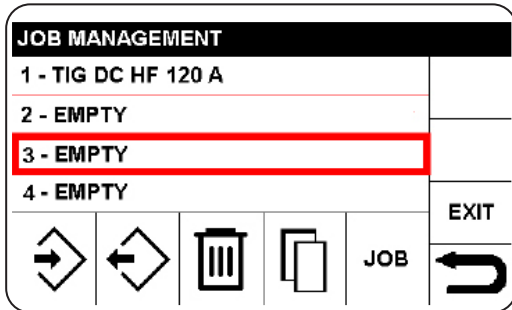 JOB MANAGEMENT
1 - TIG DC HF 120 A
2 - EMPTY
3 - EMPTY
4 - EMPTY
EXIT
JOB